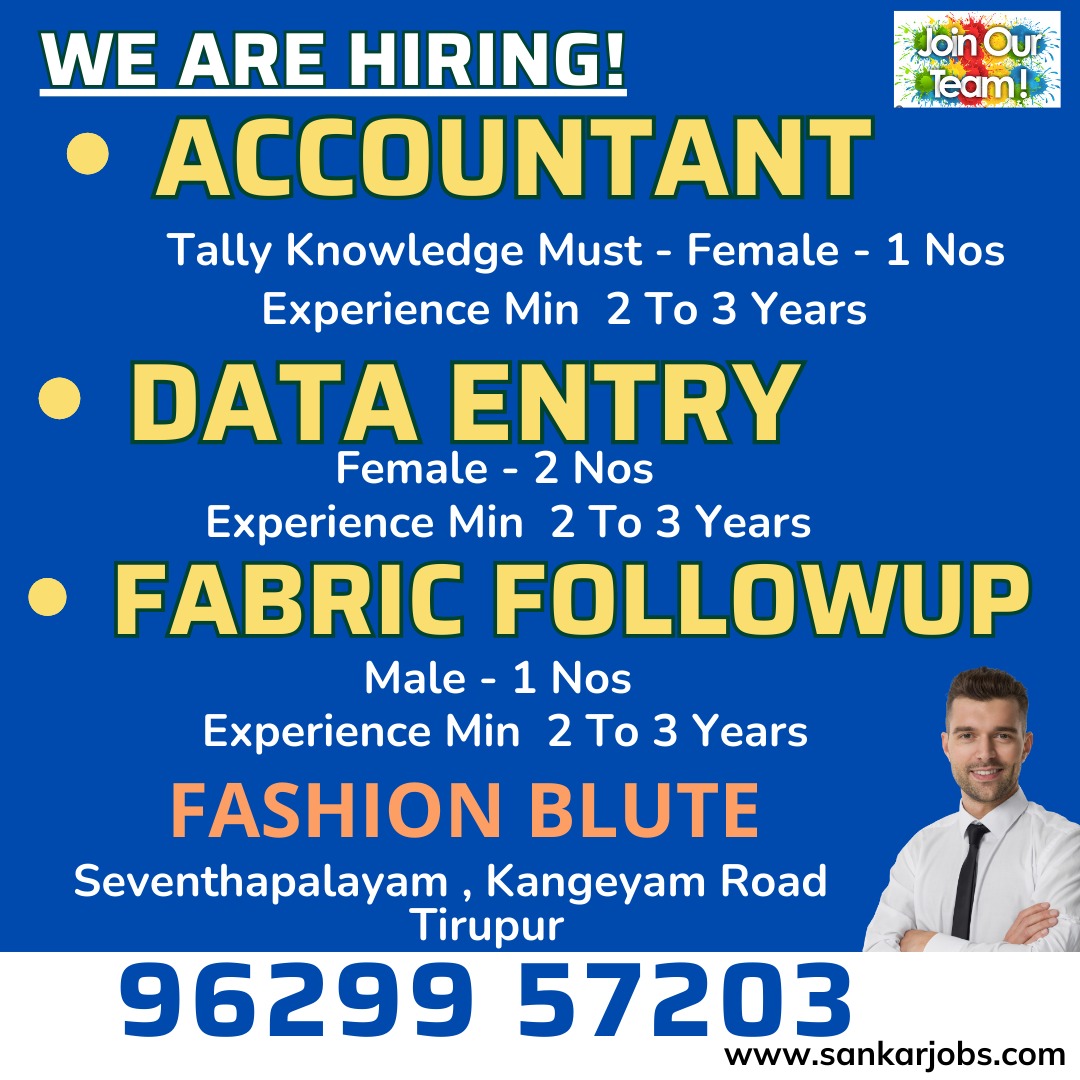 WE ARE HIRING!
Join Our
Team!
• ACCOUNTANT
Tally Knowledge Must - Female - 1 Nos
Experience Min 2 To 3 Years
• DATA ENTRY
Female - 2 Nos
Experience Min 2 To 3 Years
• FABRIC FOLLOWUP
Male - 1 Nos
Experience Min 2 To 3 Years
FASHION BLUTE
Seventhapalayam , Kangeyam Road
Tirupur
96299 57203
www.sankarjobs.com